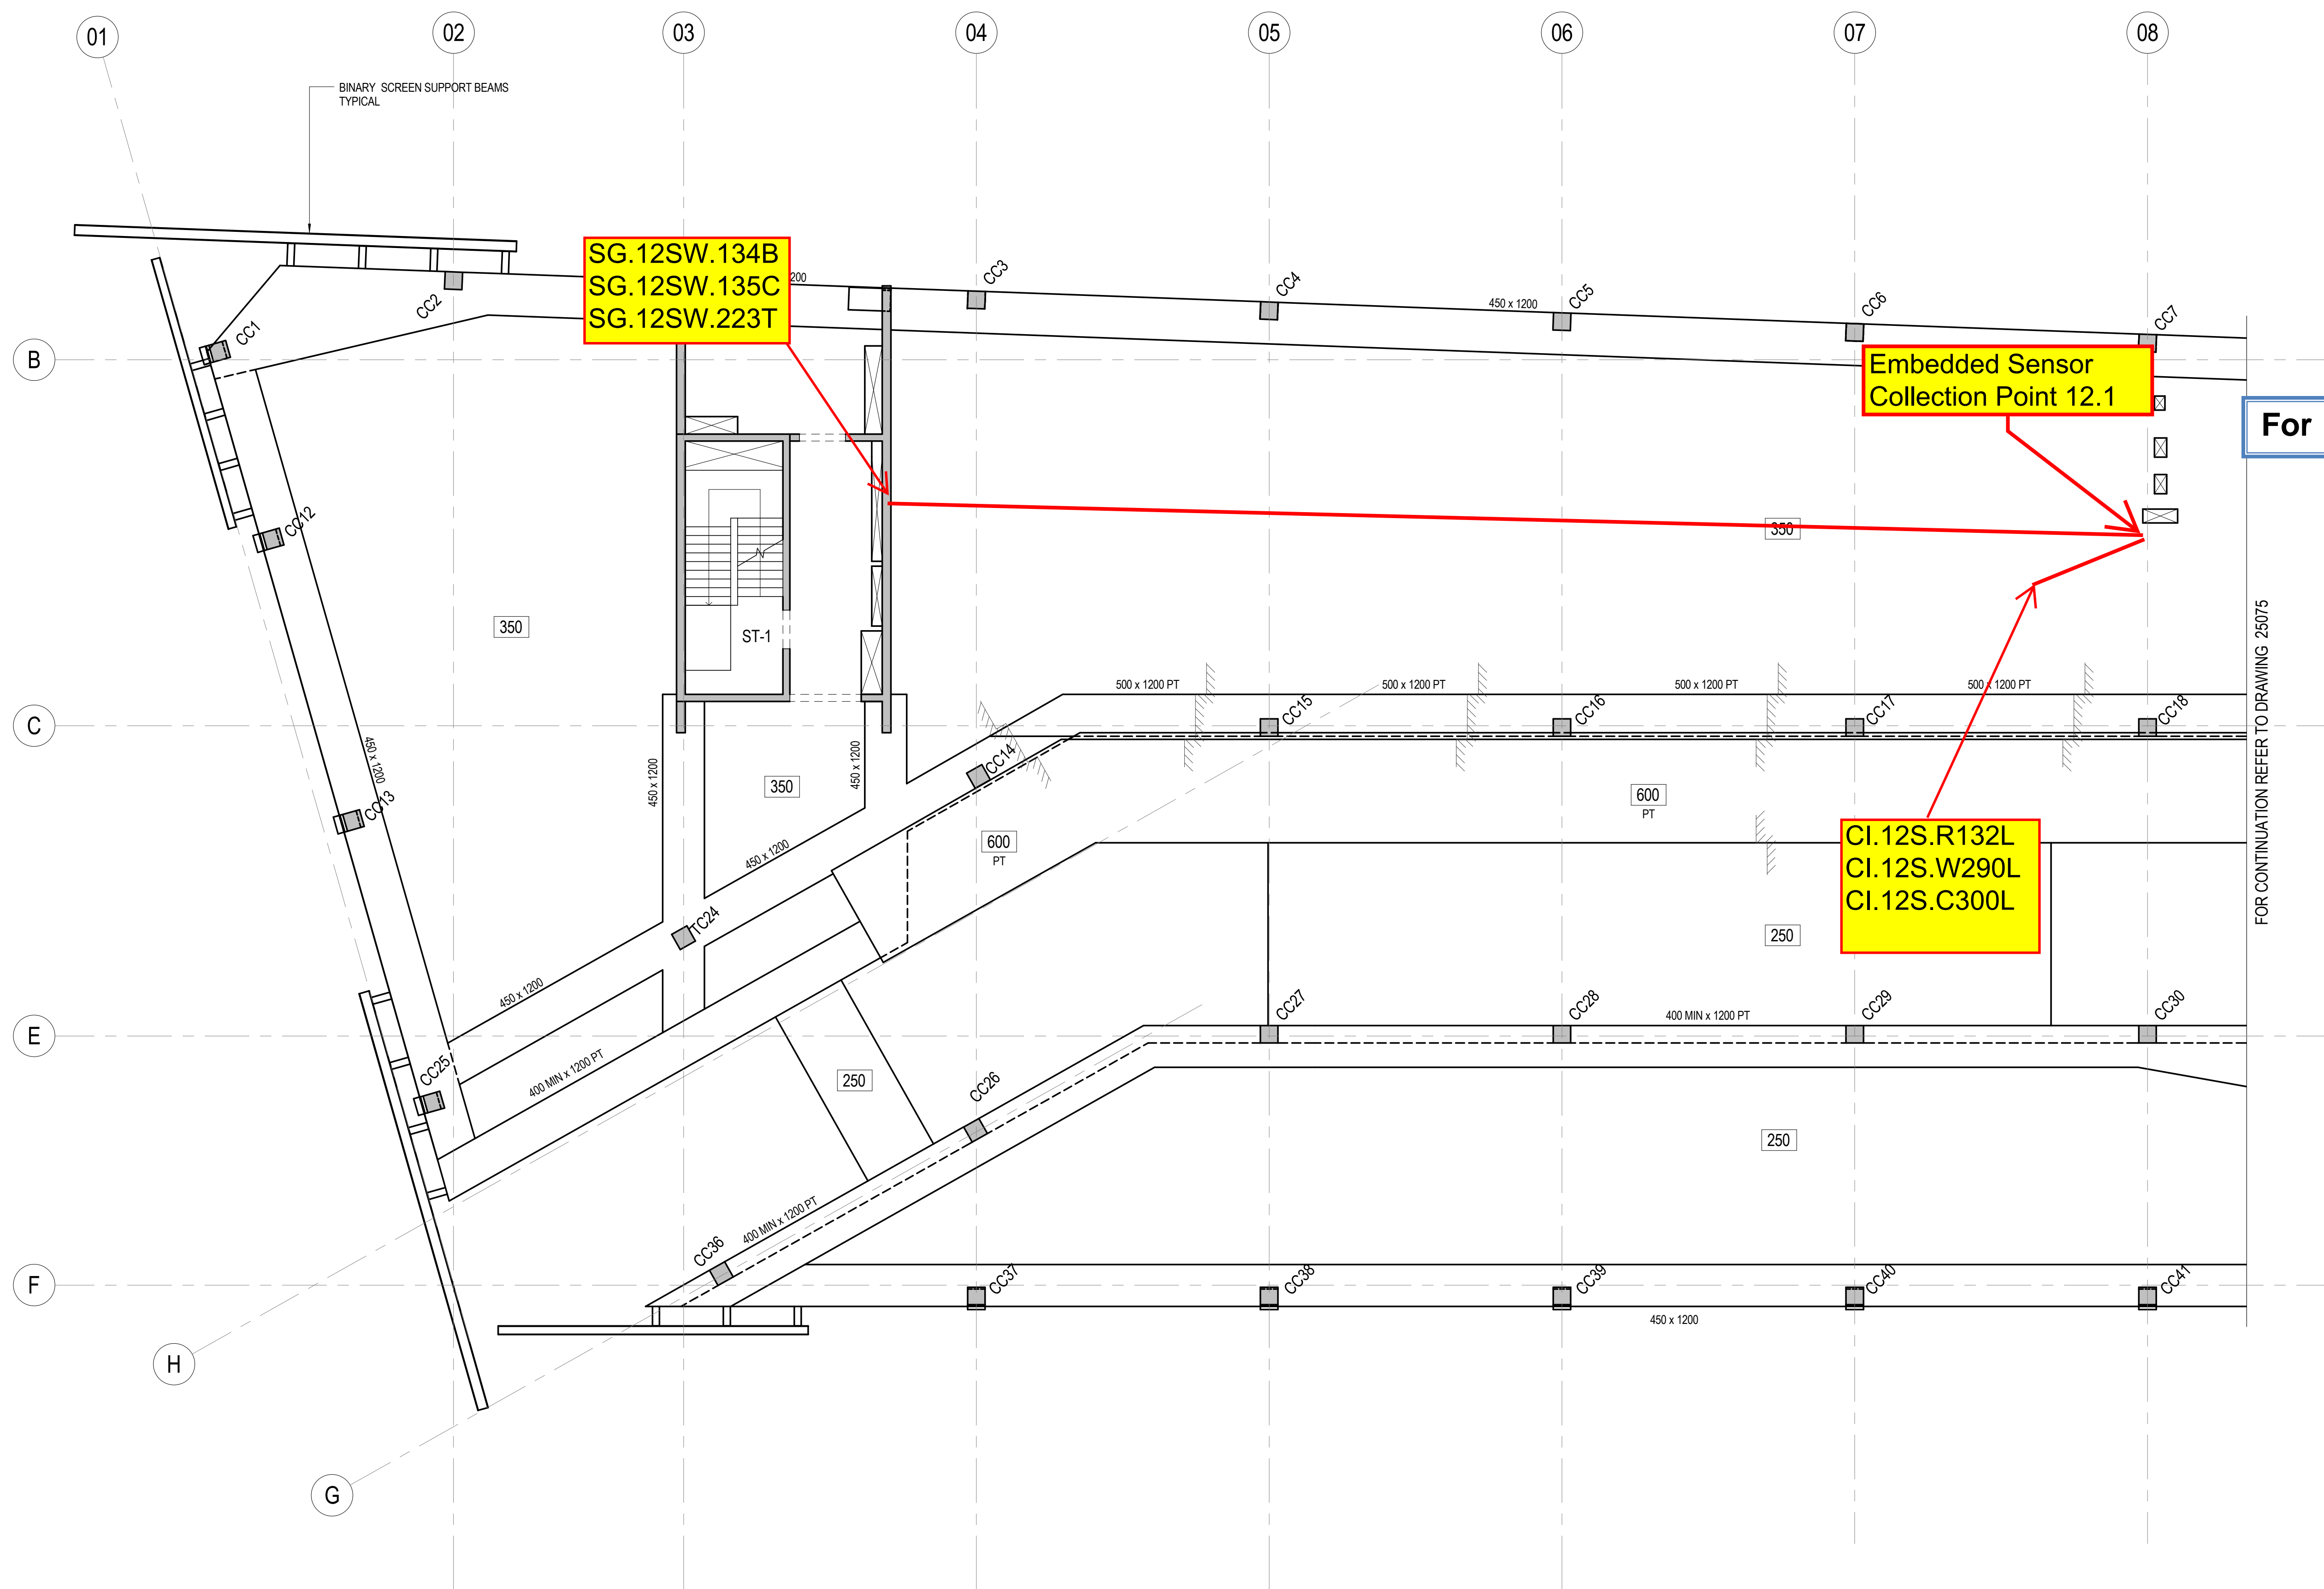 01
02
03
04
05
06
07
08
BINARY SCREEN SUPPORT BEAMS
TYPICAL
SG.12SW.134B
SG.12SW.135C
SG.12SW.223T
200
CC3
CC4
450 x 1200
CC5
CC6
CC7
CC2
CC1
B
Embedded Sensor
Collection Point 12.1
For
CC12
350
350
ST-1
FOR CONTINUATION REFER TO DRAWING 25075
500 x 1200 PT
500 x 1200 PT
500 x 1200 PT
500 x 1200 PT
C
CC15
CC16
CC17
CC18
450 x 1200
450 x 1200
450 x 1200
CC14
350
600
PT
CC13
600
PT
450 x 1200
CI.12S.R132L
CI.12S.W290L
CI.12S.C300L
TC24
250
450 x 1200
CC27
CC28
400 MIN x 1200 PT
CC29
CC30
E
CC25
400 MIN x 1200 PT
250
CC26
250
400 MIN x 1200 PT
CC36
F
CC37
CC38
CC39
CC40
CC41
450 x 1200
H
G